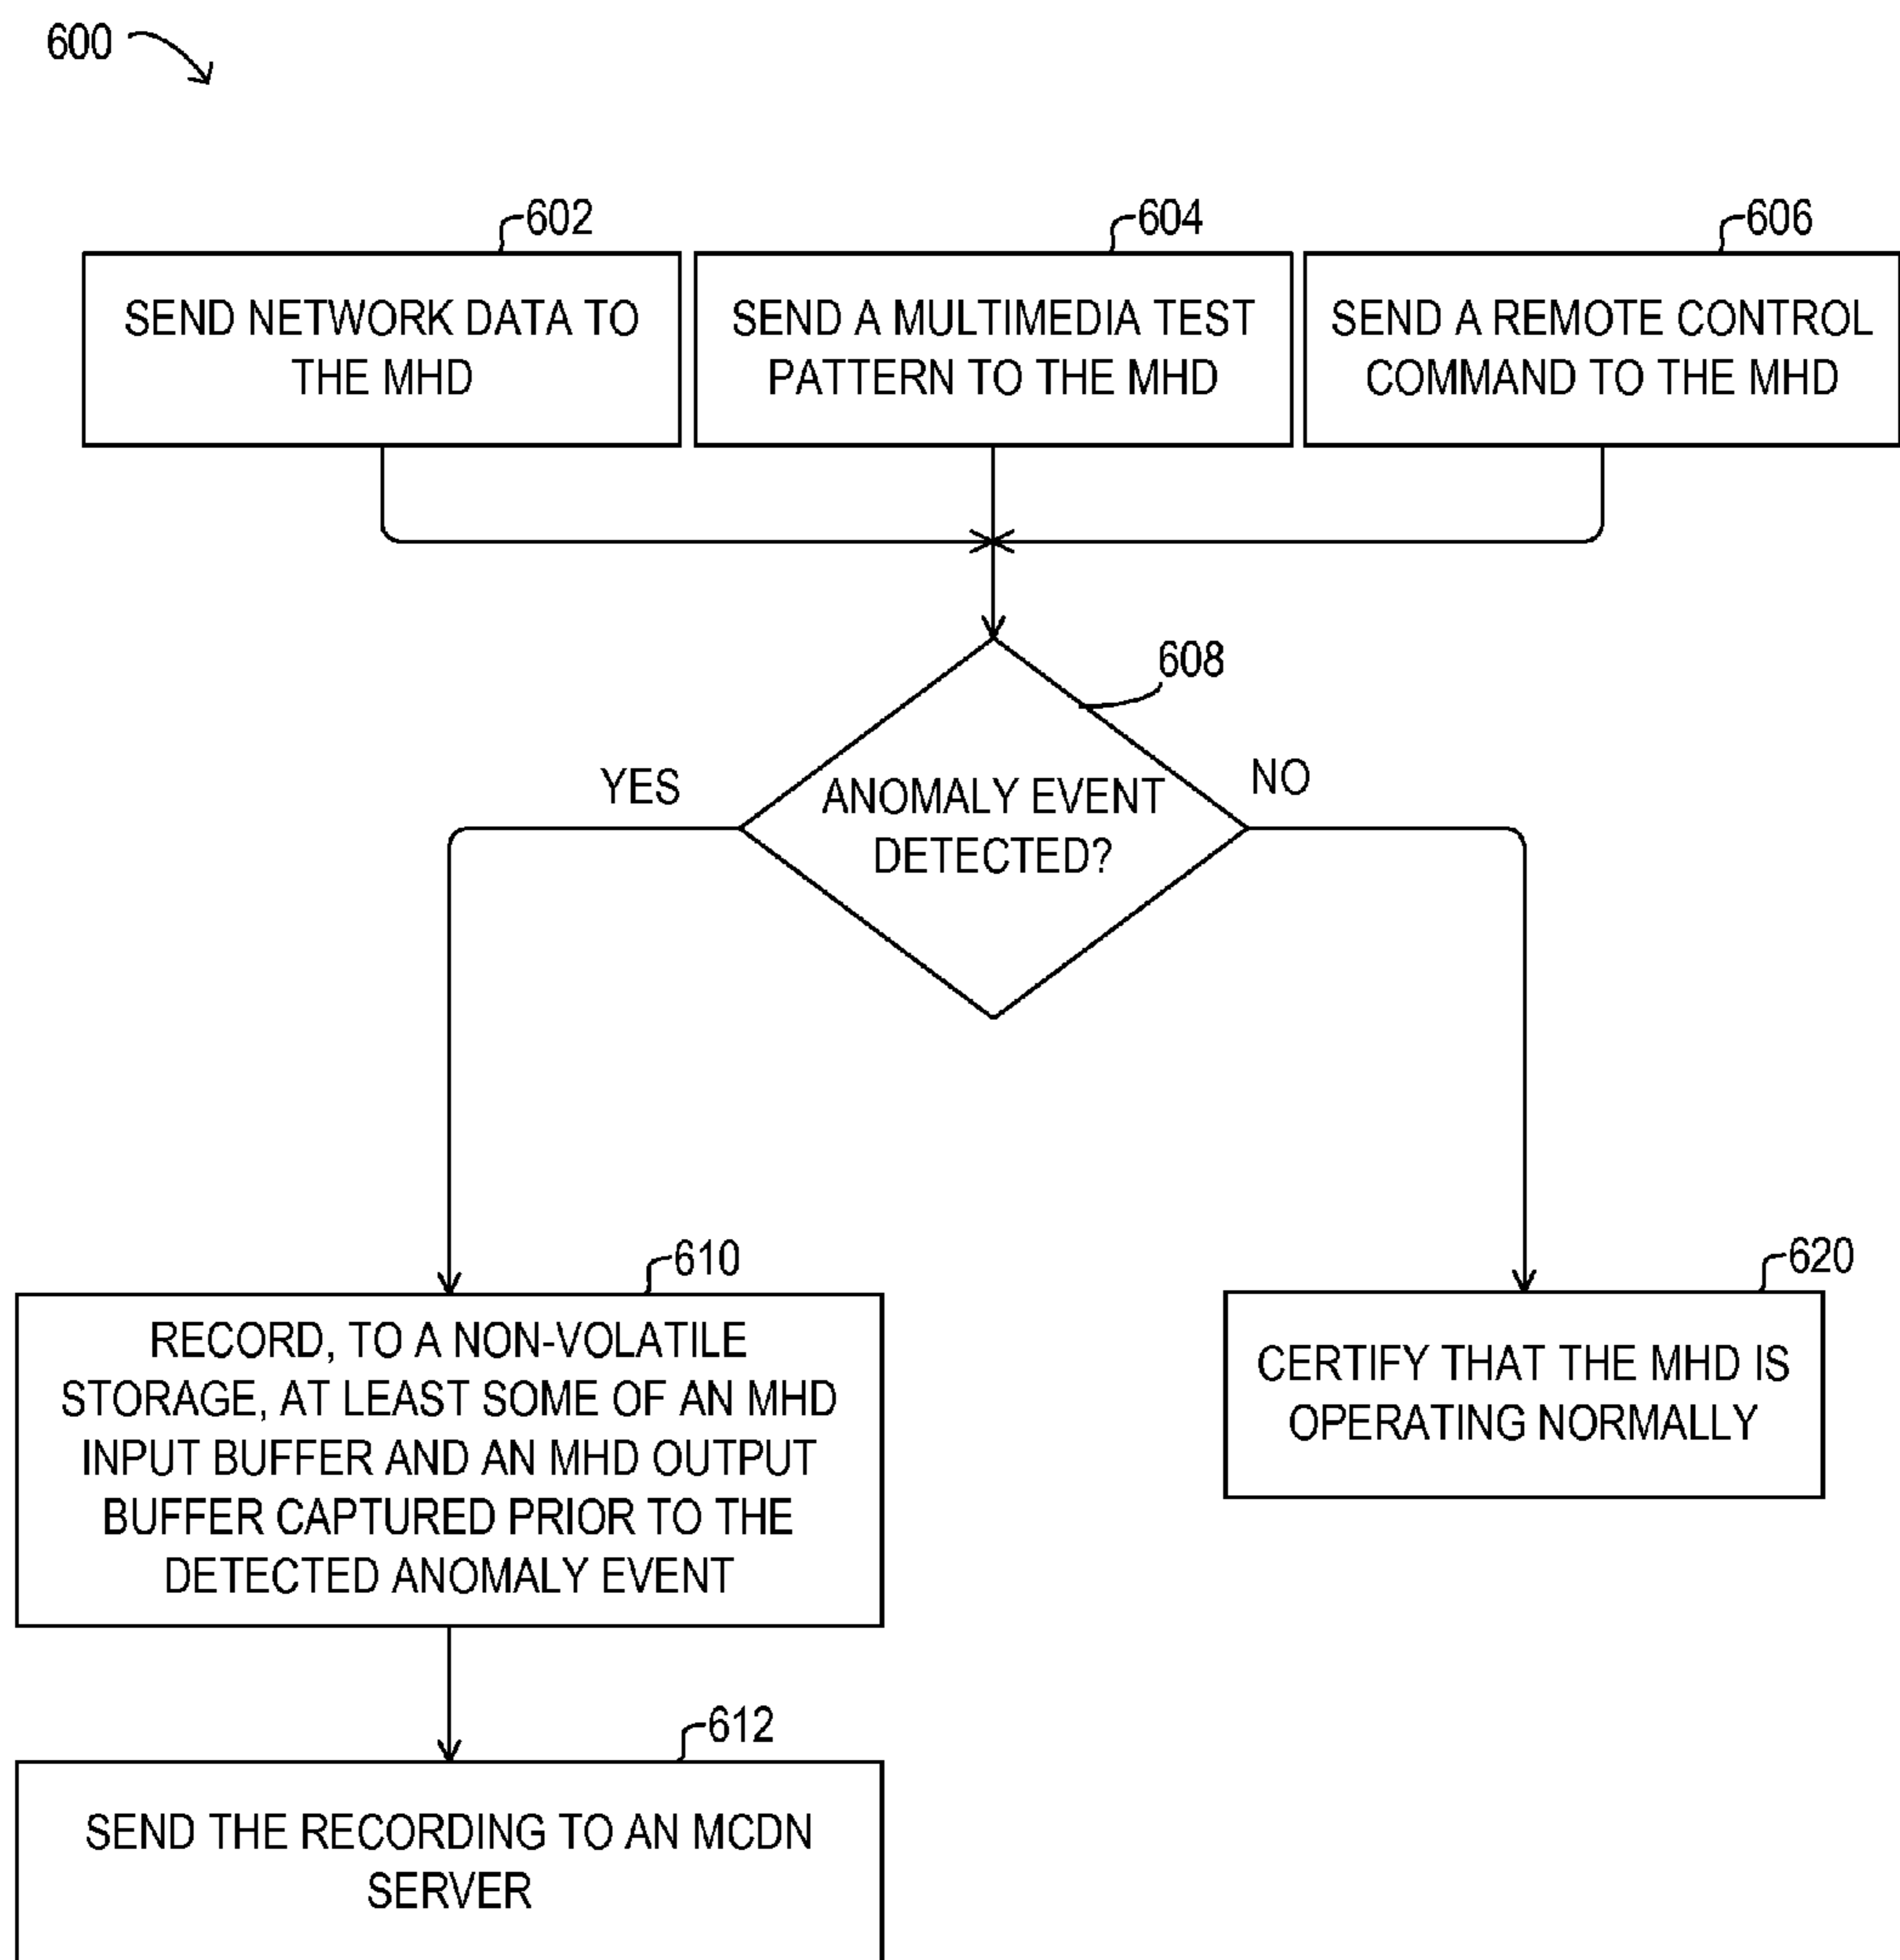 600
602
SEND NETWORK DATA TO
THE MHD
604
SEND A MULTIMEDIA TEST
PATTERN TO THE MHD
606
SEND A REMOTE CONTROL
COMMAND TO THE MHD
608
ANOMALY EVENT
DETECTED?
YES
NO
610
RECORD, TO A NON-VOLATILE
STORAGE, AT LEAST SOME OF AN MHD
INPUT BUFFER AND AN MHD OUTPUT
BUFFER CAPTURED PRIOR TO THE
DETECTED ANOMALY EVENT
620
CERTIFY THAT THE MHD IS
OPERATING NORMALLY
612
SEND THE RECORDING TO AN MCDN
SERVER